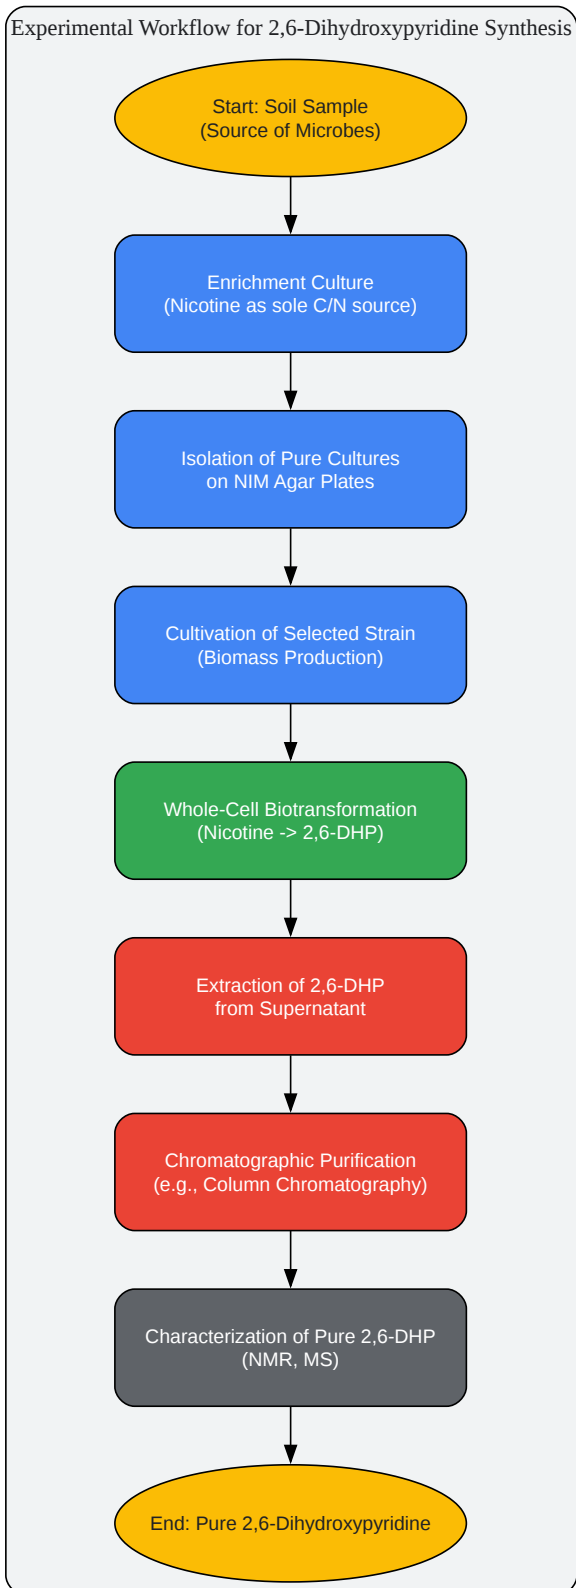 Experimental Workflow for 2,6-Dihydroxypyridine Synthesis
Start: Soil Sample
(Source of Microbes)
Enrichment Culture
(Nicotine as sole C/N source)
Isolation of Pure Cultures
on NIM Agar Plates
Cultivation of Selected Strain
(Biomass Production)
Whole-Cell Biotransformation
(Nicotine -> 2,6-DHP)
Extraction of 2,6-DHP
from Supernatant
Chromatographic Purification
(e.g., Column Chromatography)
Characterization of Pure 2,6-DHP
(NMR, MS)
End: Pure 2,6-Dihydroxypyridine